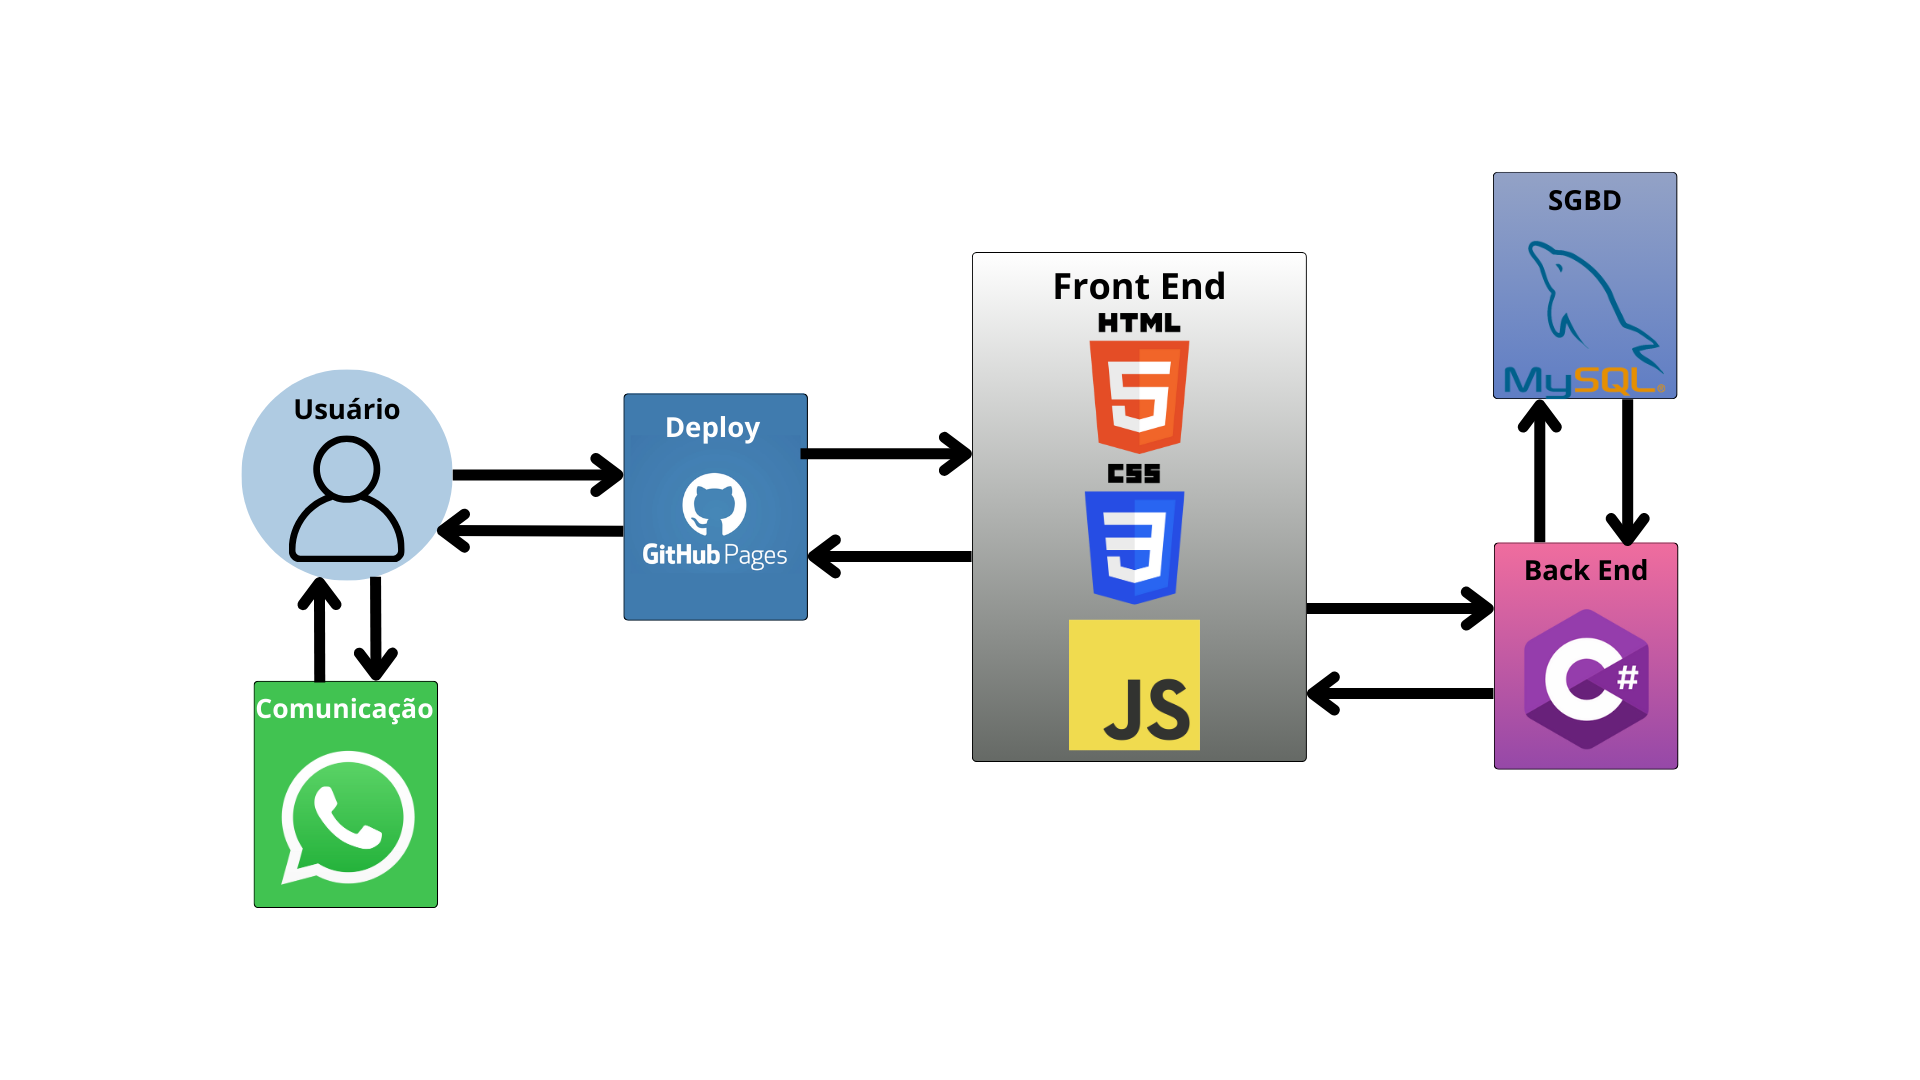 Usuário
Comunicação
Deploy
GitHub Pages
Front End
HTML
5
CSS
3
JS
SGBD
MySQL®
Back End
C#